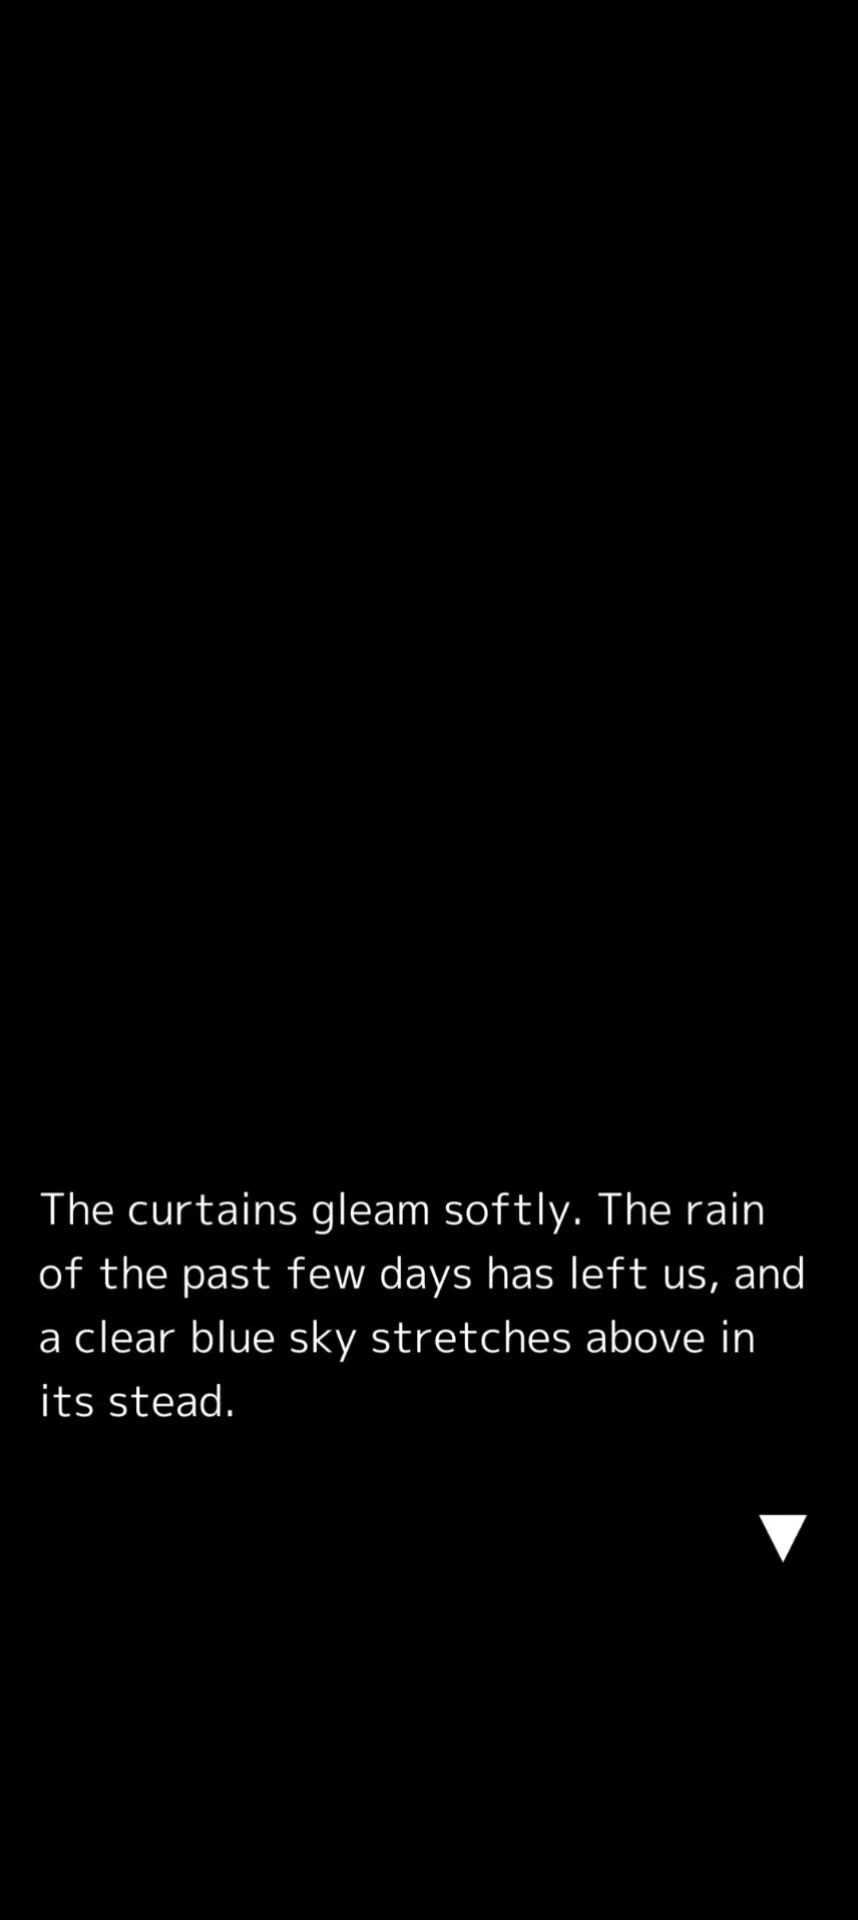 The curtains gleam softly. The rain
of the past few days has left us, and
a clear blue sky stretches above in
its stead.